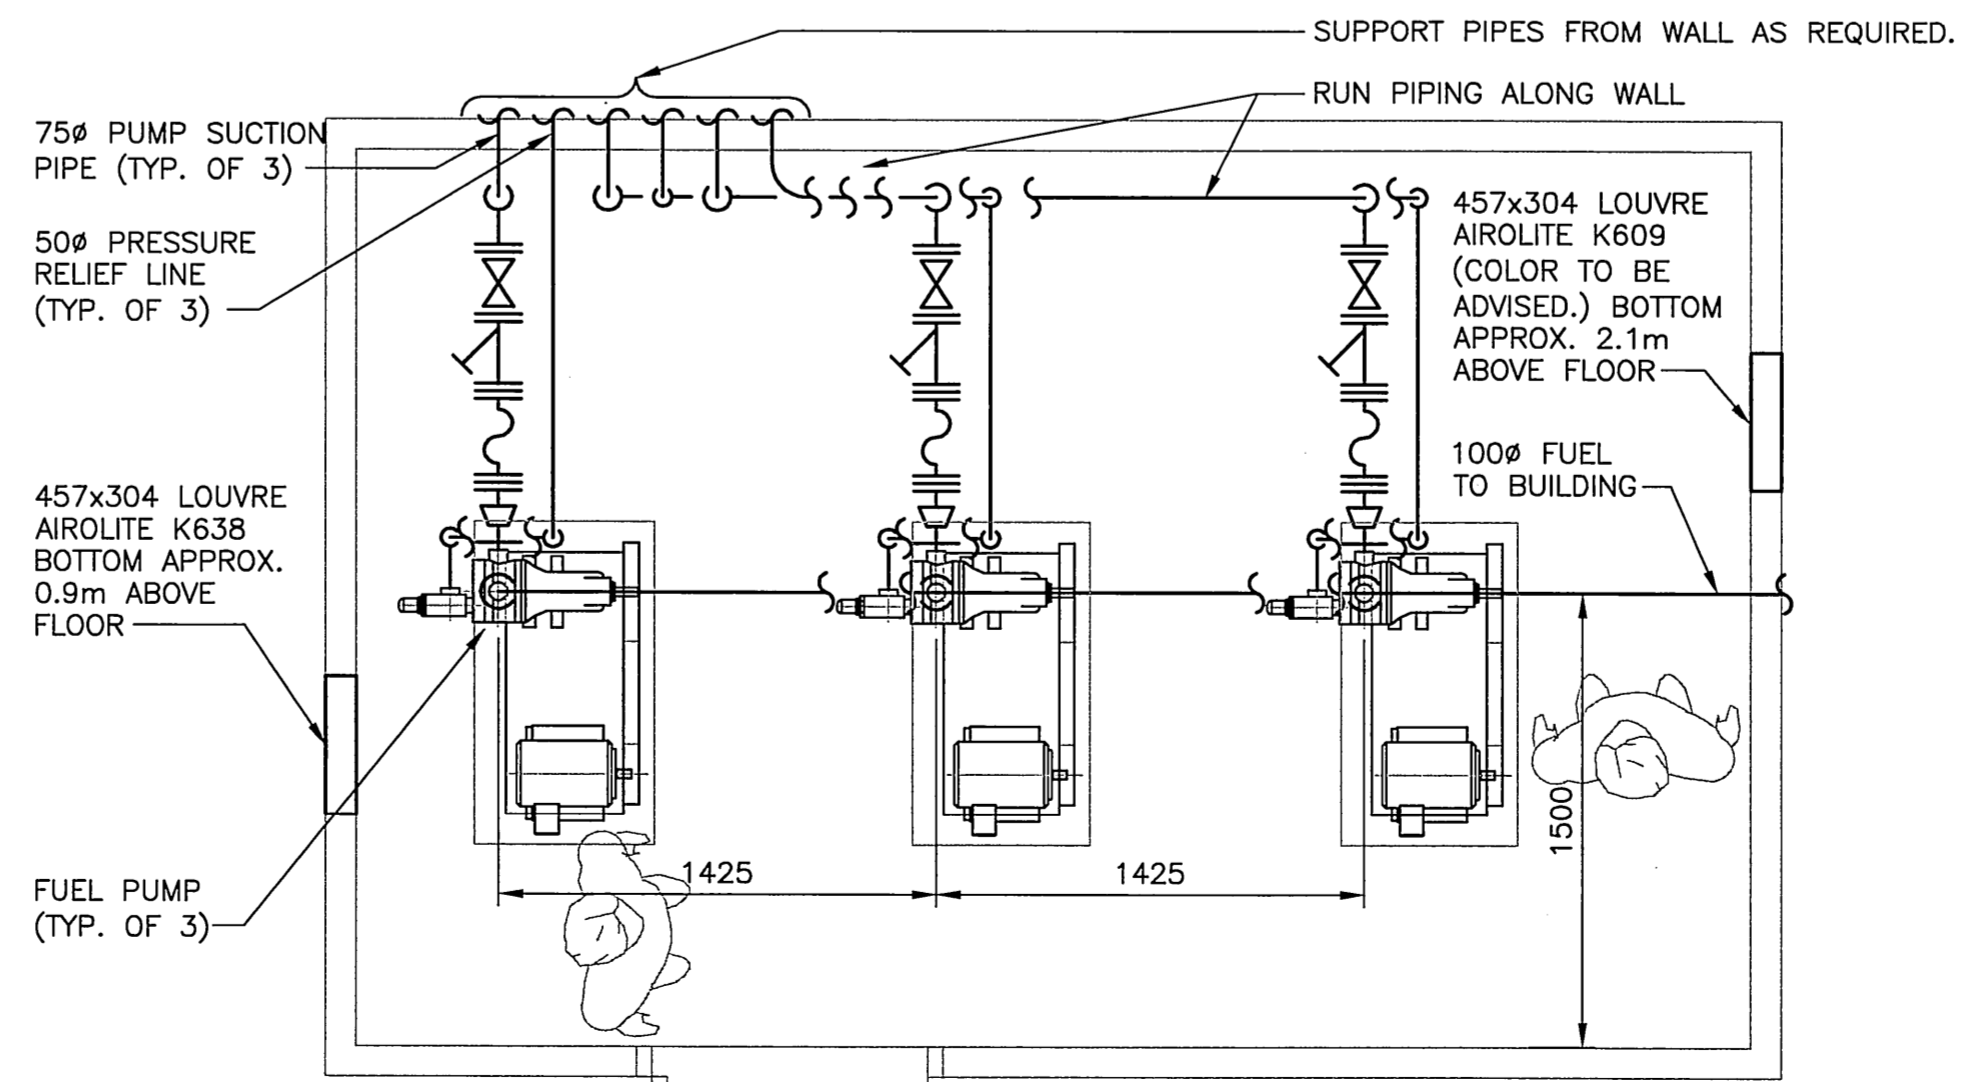 SUPPORT PIPES FROM WALL AS REQUIRED.
RUN PIPING ALONG WALL
75ø PUMP SUCTION
PIPE (TYP. OF 3)
50ø PRESSURE
RELIEF LINE
(TYP. OF 3)
457x304 LOUVRE
AIROLITE K609
(COLOR TO BE
ADVISED.) BOTTOM
APPROX. 2.1m
ABOVE FLOOR
100ø FUEL
TO BUILDING
457x304 LOUVRE
AIROLITE K638
BOTTOM APPROX.
0.9m ABOVE
FLOOR
FUEL PUMP
(TYP. OF 3)
1425
1425
1500